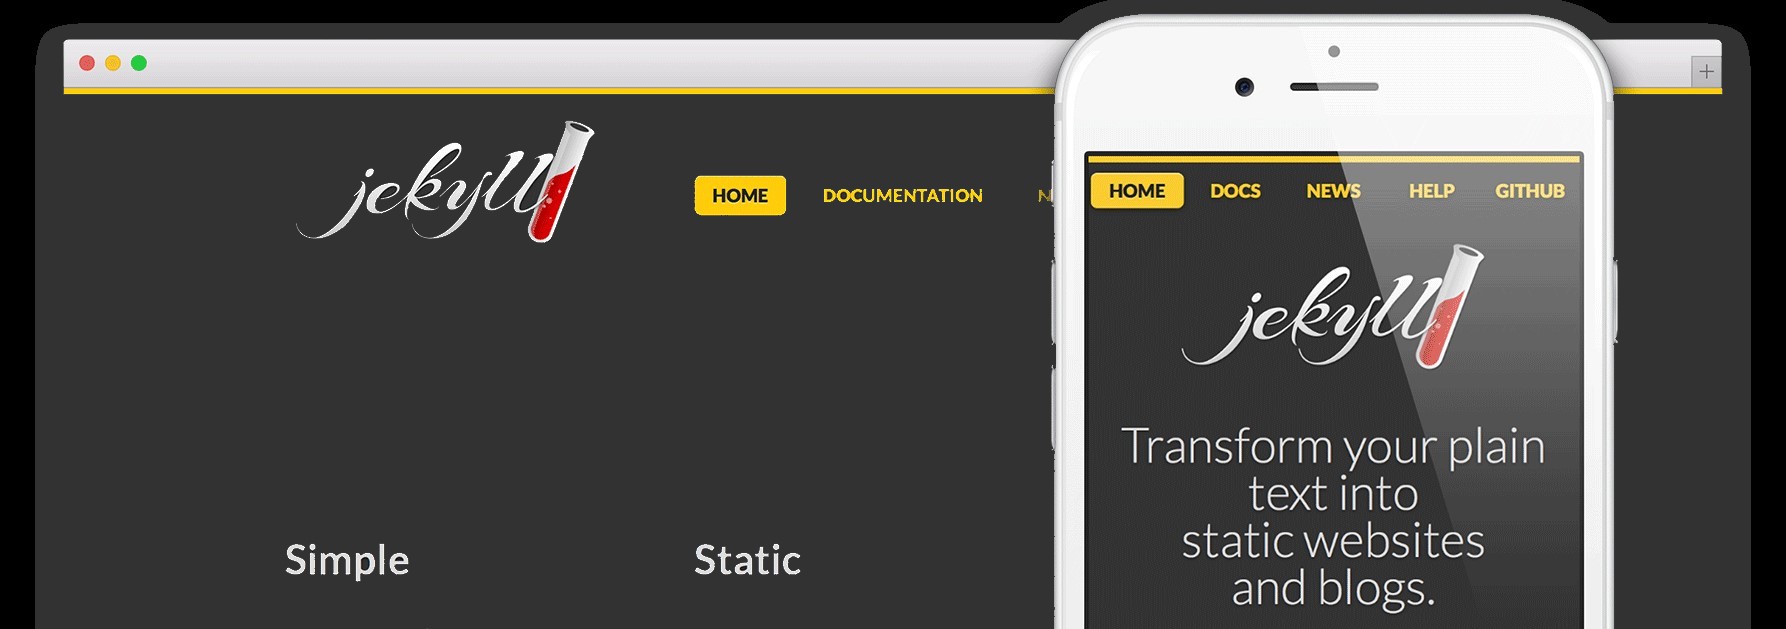 jekyll
HOME DOCUMENTATION N
Simple Static
HOME DOCS NEWS HELP GITHUB
jekyll
Transform your plain
text into
static websites
and blogs.